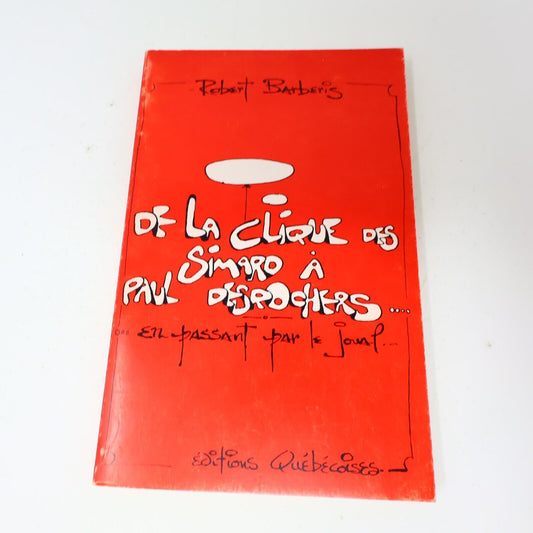 Robert Barberis
DE LA CLIQUE DES
SIMARD À
PAUL DESROCHERS....
... en passant par le joual...
éditions Québécoises